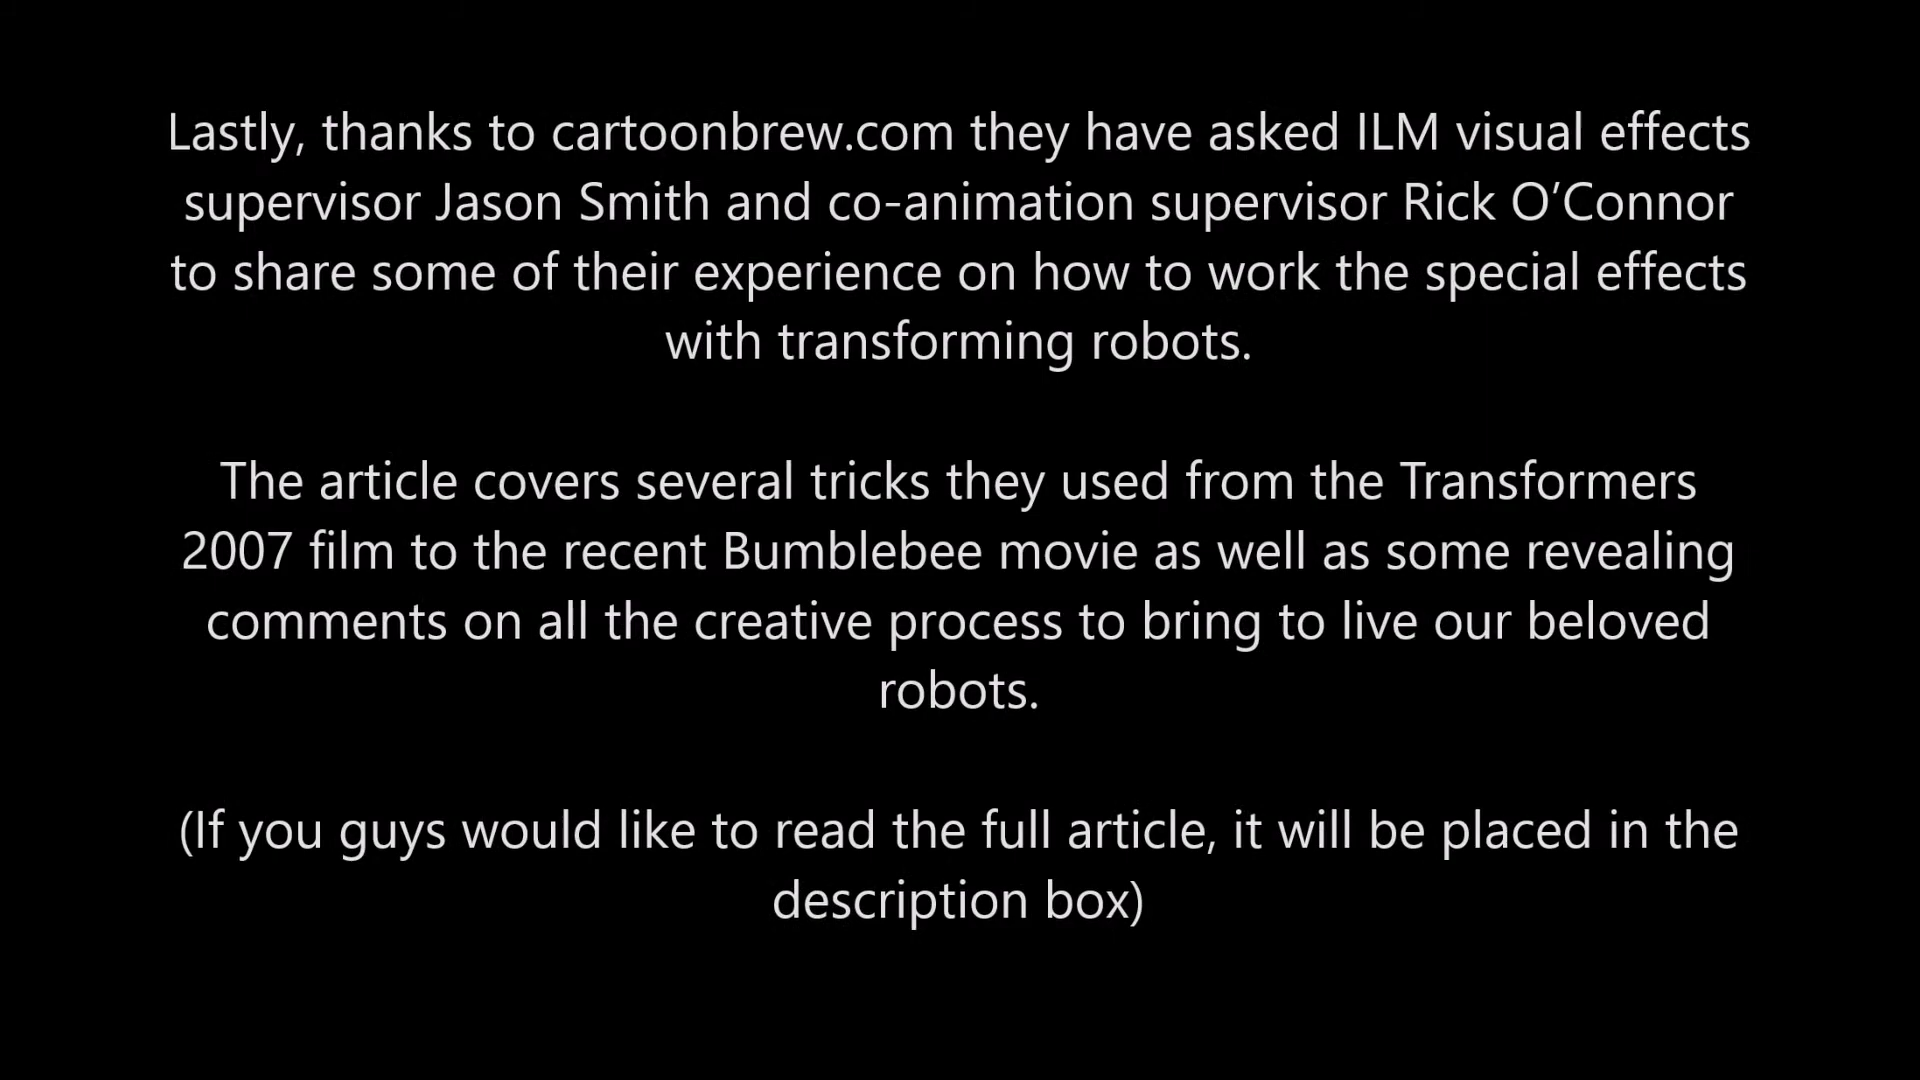 Lastly, thanks to cartoonbrew.com they have asked ILM visual effects
supervisor Jason Smith and co-animation supervisor Rick O’Connor
to share some of their experience on how to work the special effects
with transforming robots.
The article covers several tricks they used from the Transformers
2007 film to the recent Bumblebee movie as well as some revealing
comments on all the creative process to bring to live our beloved
robots.
(If you guys would like to read the full article, it will be placed in the
description box)